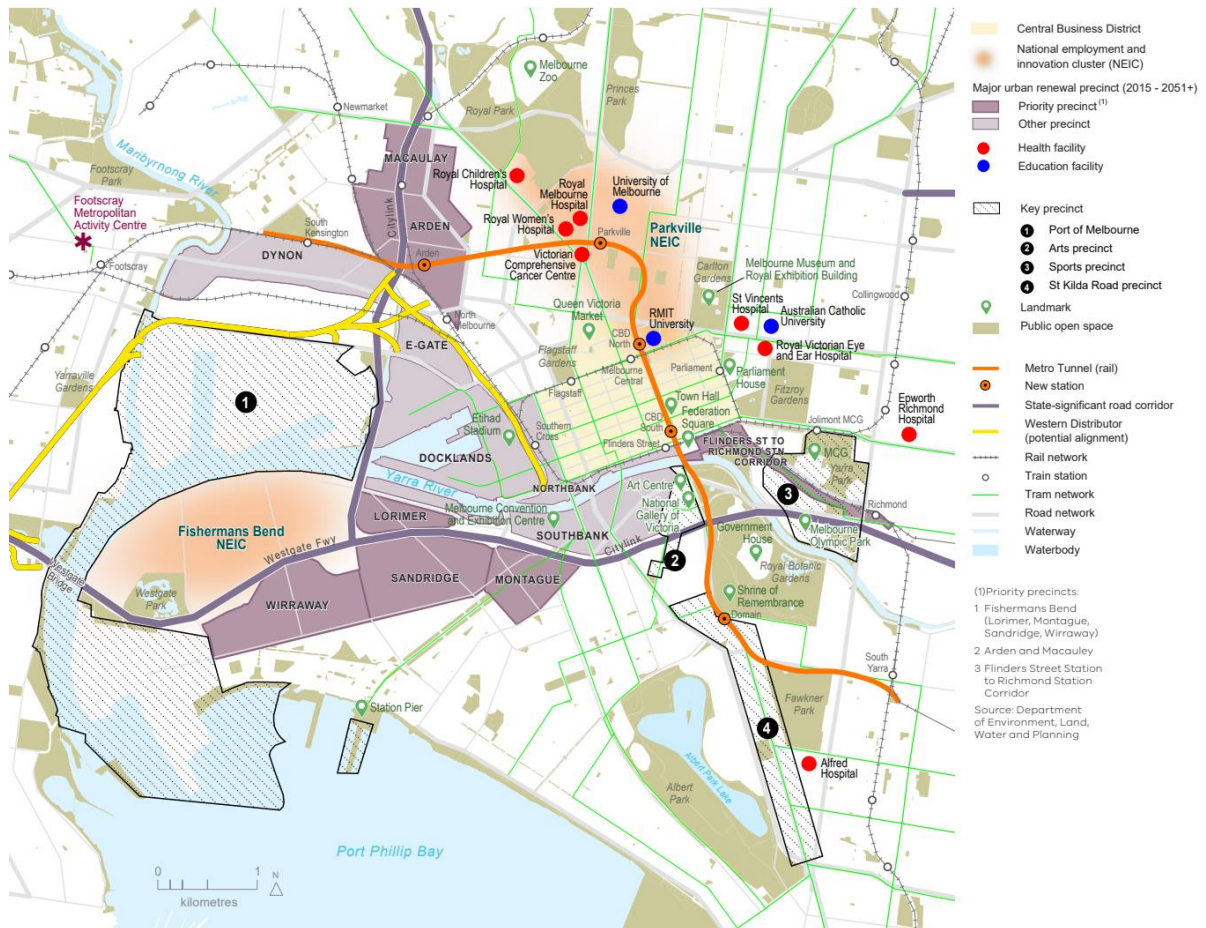 Melbourne
Zoo
Royal Park
Princes
Park
Newmarket
Maribyrnong River
Footscray
Park
MACAULAY
Citylink
Royal Children's
Hospital
Royal
Melbourne
Hospital
University of
Melbourne
Footscray
Metropolitan
Activity Centre
South
Kensington
ARDEN
Royal Women's
Hospital
Parkville
Parkville
NEIC
Footscray
DYNON
Arden
Victorian
Comprehensive
Cancer Centre
Carlton
Gardens
Melbourne Museum and
Royal Exhibition Building
Collingwood
St Vincents
Hospital
Australian Catholic
University
Queen Victoria
Market
RMIT
University
North
Melbourne
CBD
North
E-GATE
Royal Victorian Eye
and Ear Hospital
Flagstaff
Gardens
Melbourne
Central
Parliament
Parliament
House
Yarraville
Gardens
1
Flagstaff
Fitzroy
Gardens
Town Hall
Federation
Square
Epworth
Richmond
Hospital
Etihad
Stadium
Southern
Cross
CBD
South
Flinders Street
Jolimont MCG
DOCKLANDS
FLINDERS ST TO
RICHMOND STN
CORRIDOR
MCG
Yarra
Park
Yarra River
NORTHBANK
Art Centre
3
National
Gallery of
Victoria
Richmond
LORIMER
Melbourne Convention
and Exhibition Centre
Fishermans Bend
NEIC
SOUTHBANK
Citylink
Government
House
Melbourne
Olympic Park
Westgate Fwy
Westgate
Bridge
2
Royal Botanic
Gardens
SANDRIDGE
MONTAGUE
Westgate
Park
WIRRAWAY
Shrine of
Remembrance
Domain
South
Yarra
Fawkner
Park
Station Pier
4
Albert Park Lake
Alfred
Hospital
Albert
Park
Port Phillip Bay
0
1
N
kilometres
Central Business District
National employment and
innovation cluster (NEIC)
Major urban renewal precinct (2015 - 2051+)
Priority precinct (1)
Other precinct
Health facility
Education facility
Key precinct
1 Port of Melbourne
2 Arts precinct
3 Sports precinct
4 St Kilda Road precinct
Landmark
Public open space
Metro Tunnel (rail)
New station
State-significant road corridor
Western Distributor
(potential alignment)
Rail network
Train station
Tram network
Road network
Waterway
Waterbody
(1)Priority precincts:
1 Fishermans Bend
(Lorimer, Montague,
Sandridge, Wirraway)
2 Arden and Macauley
3 Flinders Street Station
to Richmond Station
Corridor
Source: Department
of Environment, Land,
Water and Planning